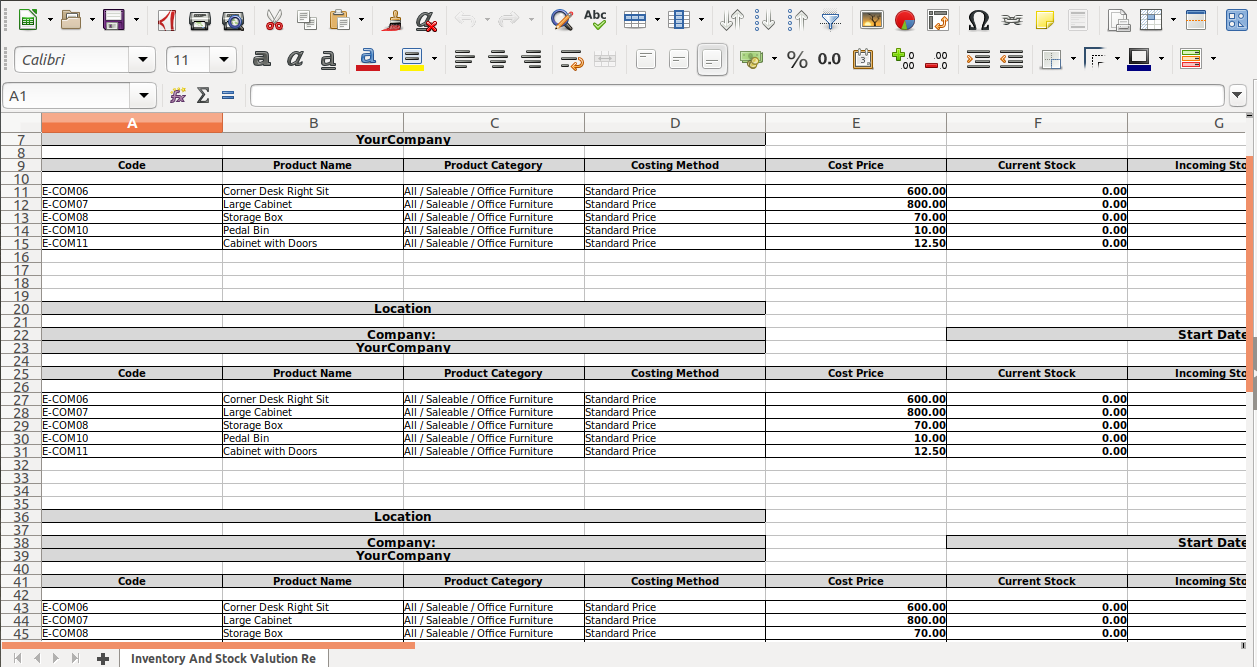 Abc
Calibri 11 a a a a % 0.0 3 .00 .00
A1 fx Σ =
A B C D E F G
7 YourCompany
8
9 Code Product Name Product Category Costing Method Cost Price Current Stock Incoming Sto
10
11 E-COM06 Corner Desk Right Sit All / Saleable / Office Furniture Standard Price 600.00 0.00
12 E-COM07 Large Cabinet All / Saleable / Office Furniture Standard Price 800.00 0.00
13 E-COM08 Storage Box All / Saleable / Office Furniture Standard Price 70.00 0.00
14 E-COM10 Pedal Bin All / Saleable / Office Furniture Standard Price 10.00 0.00
15 E-COM11 Cabinet with Doors All / Saleable / Office Furniture Standard Price 12.50 0.00
16
17
18
19
20 Location
21
22 Company: Start Date
23 YourCompany
24
25 Code Product Name Product Category Costing Method Cost Price Current Stock Incoming Sto
26
27 E-COM06 Corner Desk Right Sit All / Saleable / Office Furniture Standard Price 600.00 0.00
28 E-COM07 Large Cabinet All / Saleable / Office Furniture Standard Price 800.00 0.00
29 E-COM08 Storage Box All / Saleable / Office Furniture Standard Price 70.00 0.00
30 E-COM10 Pedal Bin All / Saleable / Office Furniture Standard Price 10.00 0.00
31 E-COM11 Cabinet with Doors All / Saleable / Office Furniture Standard Price 12.50 0.00
32
33
34
35
36 Location
37
38 Company: Start Date
39 YourCompany
40
41 Code Product Name Product Category Costing Method Cost Price Current Stock Incoming Sto
42
43 E-COM06 Corner Desk Right Sit All / Saleable / Office Furniture Standard Price 600.00 0.00
44 E-COM07 Large Cabinet All / Saleable / Office Furniture Standard Price 800.00 0.00
45 E-COM08 Storage Box All / Saleable / Office Furniture Standard Price 70.00 0.00
Inventory And Stock Valution Re